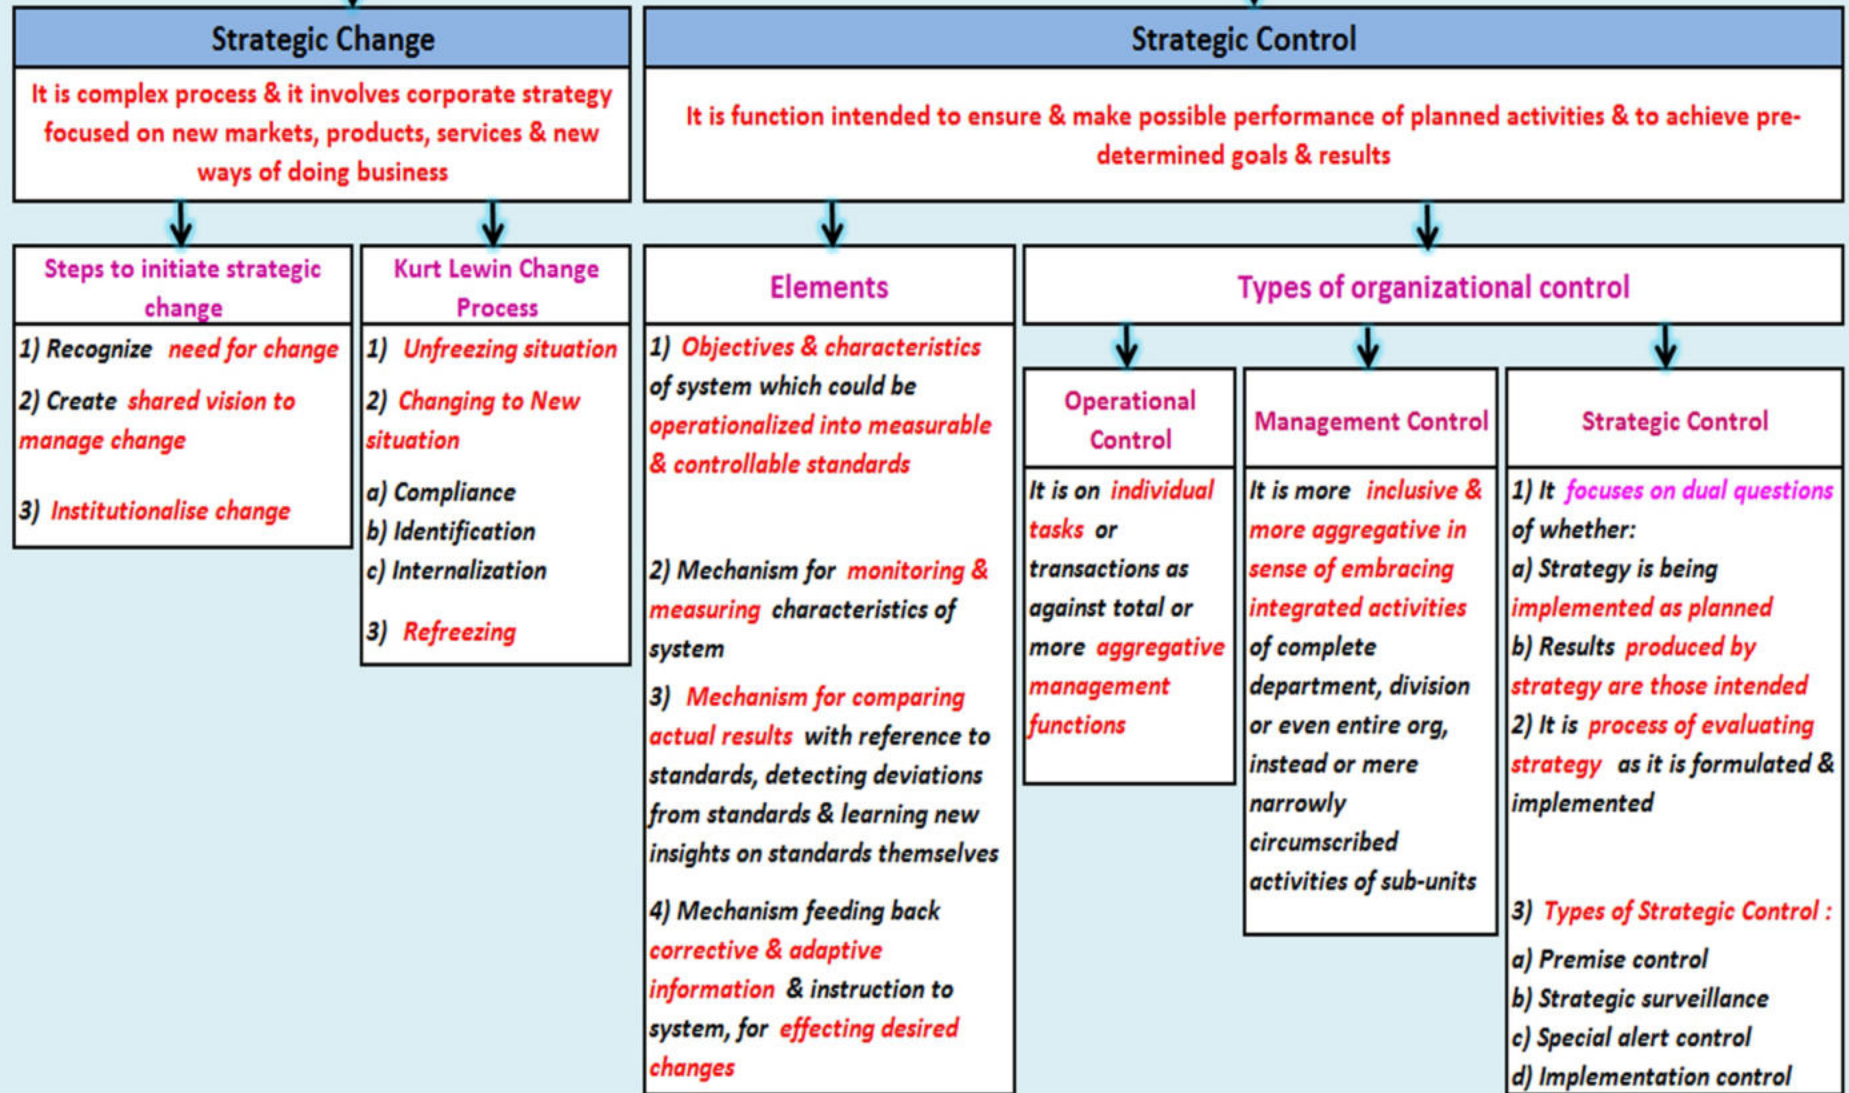 Strategic Change
It is complex process & it involves corporate strategy
focused on new markets, products, services & new
ways of doing business
Steps to initiate strategic
change
1) Recognize need for change
2) Create shared vision to
manage change
3) Institutionalise change
Kurt Lewin Change
Process
1) Unfreezing situation
2) Changing to New
situation
a) Compliance
b) Identification
c) Internalization
3) Refreezing
Strategic Control
It is function intended to ensure & make possible performance of planned activities & to achieve pre-
determined goals & results
Elements
1) Objectives & characteristics
of system which could be
operationalized into measurable
& controllable standards
2) Mechanism for monitoring &
measuring characteristics of
system
3) Mechanism for comparing
actual results with reference to
standards, detecting deviations
from standards & learning new
insights on standards themselves
4) Mechanism feeding back
corrective & adaptive
information & instruction to
system, for effecting desired
changes
Types of organizational control
Operational
Control
It is on individual
tasks or
transactions as
against total or
more aggregative
management
functions
Management Control
It is more inclusive &
more aggregative in
sense of embracing
integrated activities
of complete
department, division
or even entire org,
instead or mere
narrowly
circumscribed
activities of sub-units
Strategic Control
1) It focuses on dual questions
of whether:
a) Strategy is being
implemented as planned
b) Results produced by
strategy are those intended
2) It is process of evaluating
strategy as it is formulated &
implemented
3) Types of Strategic Control :
a) Premise control
b) Strategic surveillance
c) Special alert control
d) Implementation control